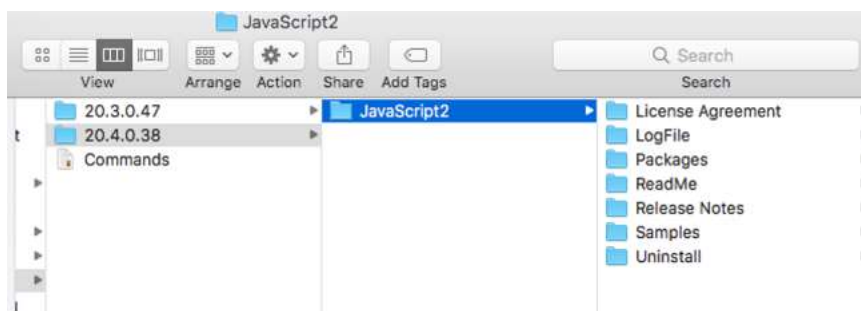 JavaScript2
Search
View Arrange Action Share Add Tags Search
20.3.0.47
20.4.0.38
Commands
JavaScript2
License Agreement
LogFile
Packages
ReadMe
Release Notes
Samples
Uninstall